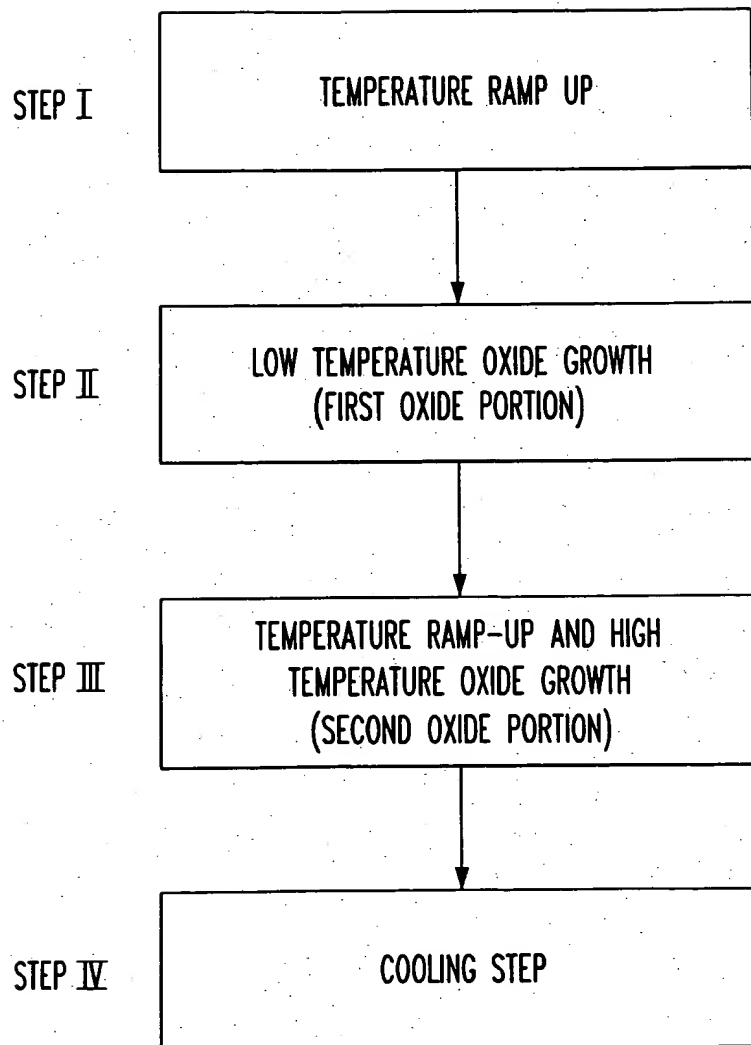 STEP I
TEMPERATURE RAMP UP
STEP II
LOW TEMPERATURE OXIDE GROWTH
(FIRST OXIDE PORTION)
STEP III
TEMPERATURE RAMP-UP AND HIGH
TEMPERATURE OXIDE GROWTH
(SECOND OXIDE PORTION)
STEP IV
COOLING STEP